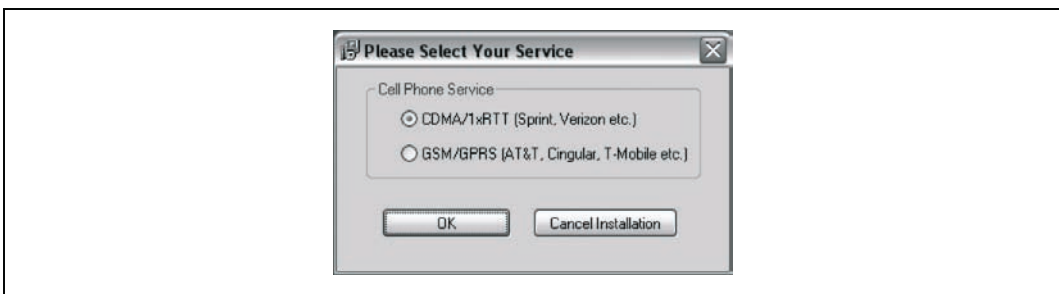 Please Select Your Service
Cell Phone Service
CDMA/1xRTT (Sprint, Verizon etc.)
GSM/GPRS (AT&T, Cingular, T-Mobile etc.)
OK
Cancel Installation